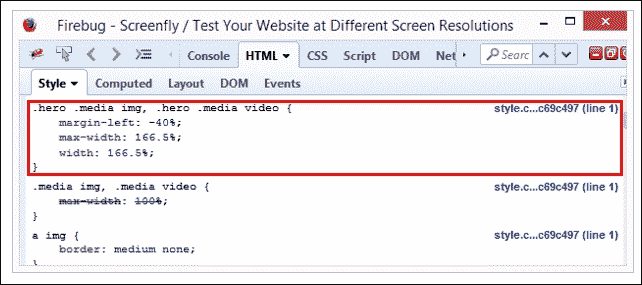 Firebug - Screenfly / Test Your Website at Different Screen Resolutions
Console HTML CSS Script DOM Net Searc
Style Computed Layout DOM Events
.hero .media img, .hero .media video { style.c...c69c497 (line 1)
margin-left: -40%;
max-width: 166.5%;
width: 166.5%;
}
.media img, .media video { style.c...c69c497 (line 1)
max-width: 100%;
}
a img { style.c...c69c497 (line 1)
border: medium none;
}